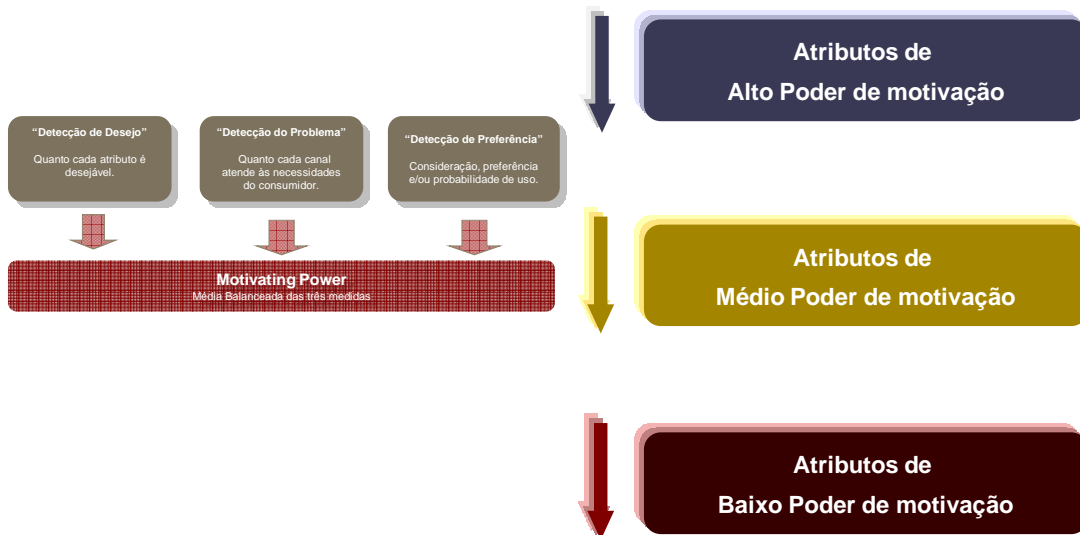 “Detecção de Desejo”
Quanto cada atributo é
desejável.
“Detecção do Problema”
Quanto cada canal
atende às necessidades
do consumidor.
“Detecção de Preferência”
Consideração, preferência
e/ou probabilidade de uso.
Motivating Power
Média Balanceada das três medidas
Atributos de
Alto Poder de motivação
Atributos de
Médio Poder de motivação
Atributos de
Baixo Poder de motivação